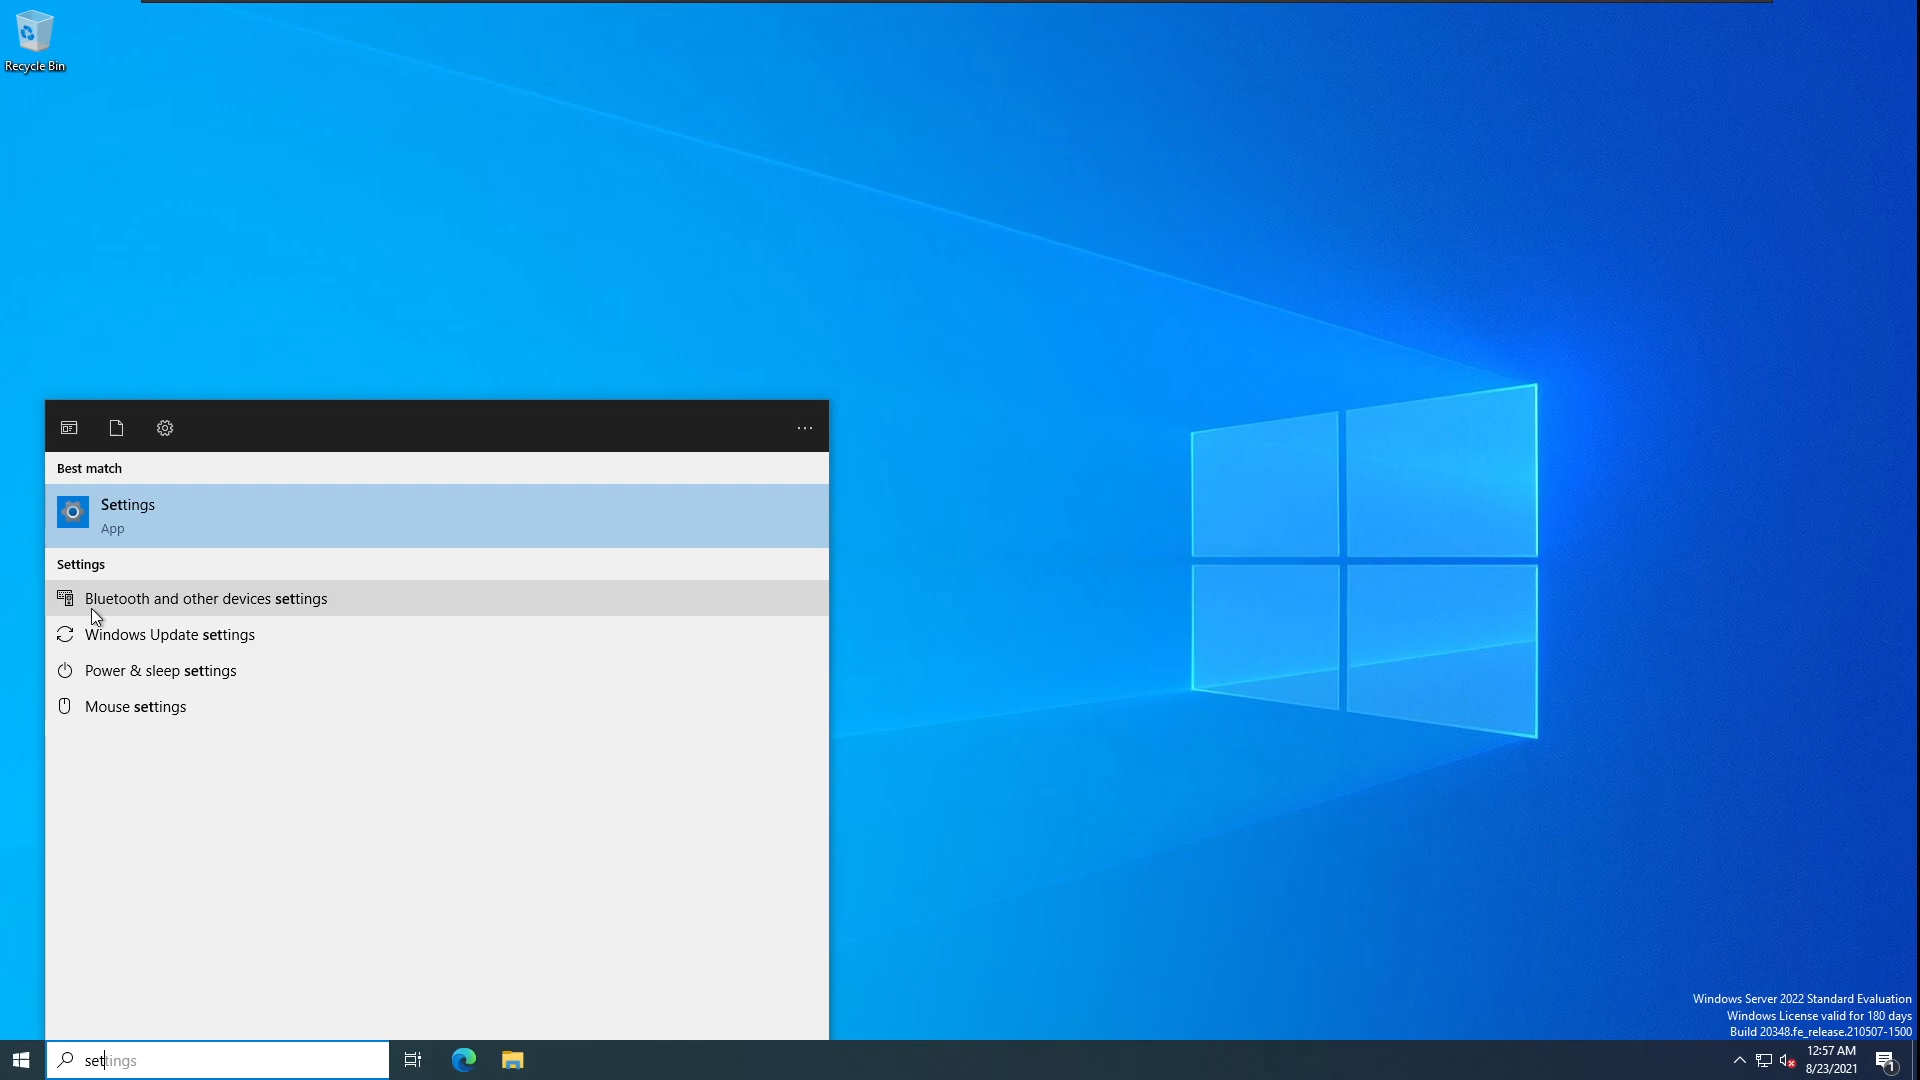 Recycle Bin
...
Best match
Settings
App
Settings
Bluetooth and other devices settings
Windows Update settings
Power & sleep settings
Mouse settings
Windows Server 2022 Standard Evaluation
Windows License valid for 180 days
Build 20348.fe_release.210507-1500
settings
12:57 AM
8/23/2021
1